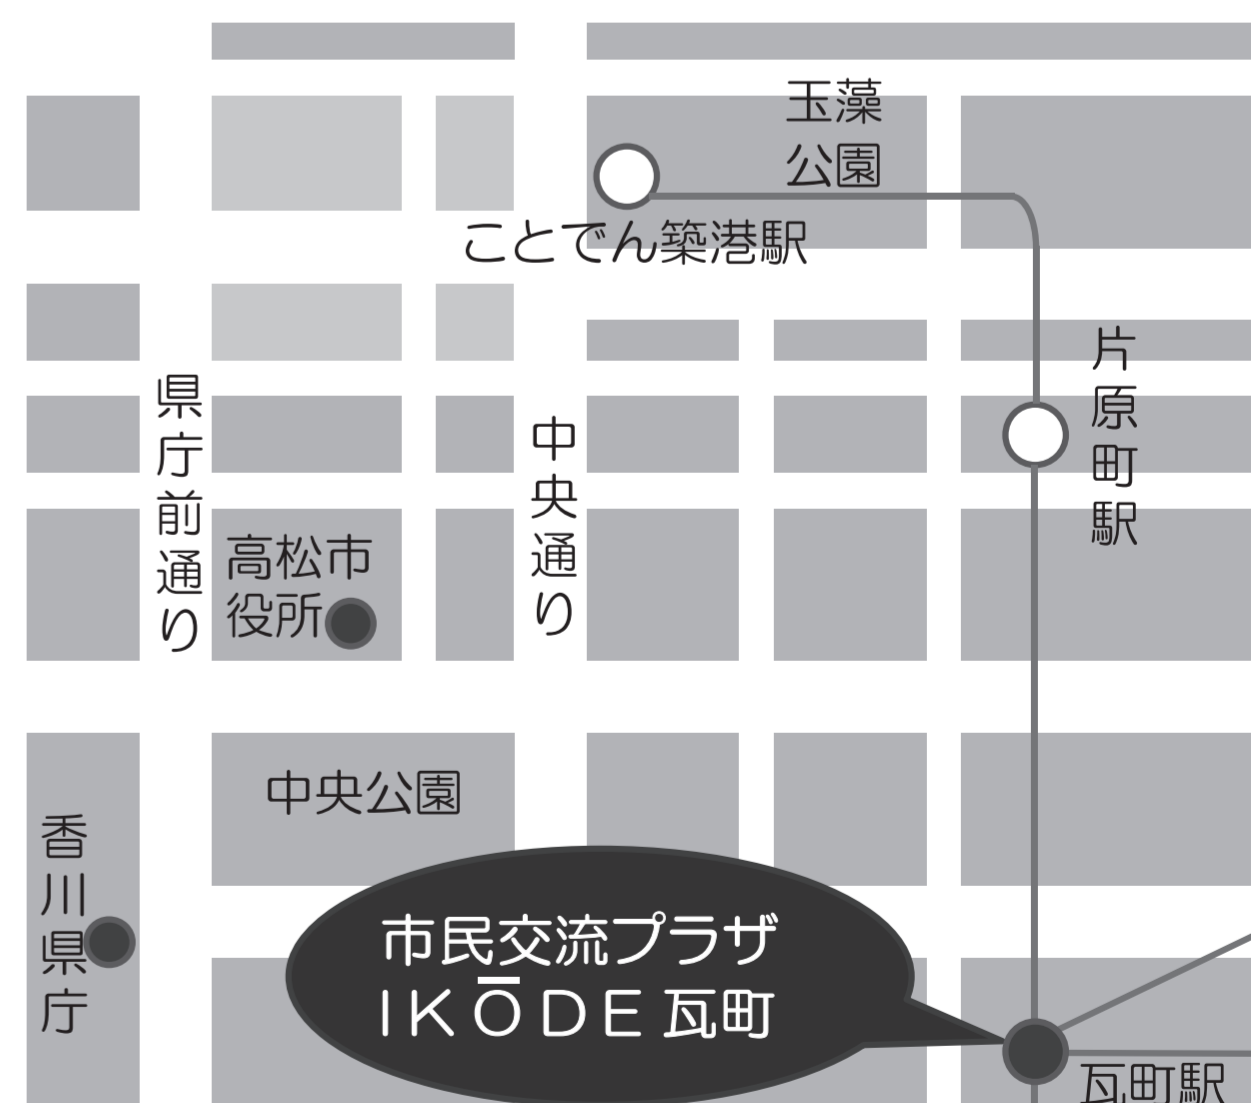 玉藻
公園
ことでん築港駅
片原町駅
県庁前通り
中央通り
高松市
役所
中央公園
香川県庁
市民交流プラザ
IKŌDE 瓦町
瓦町駅